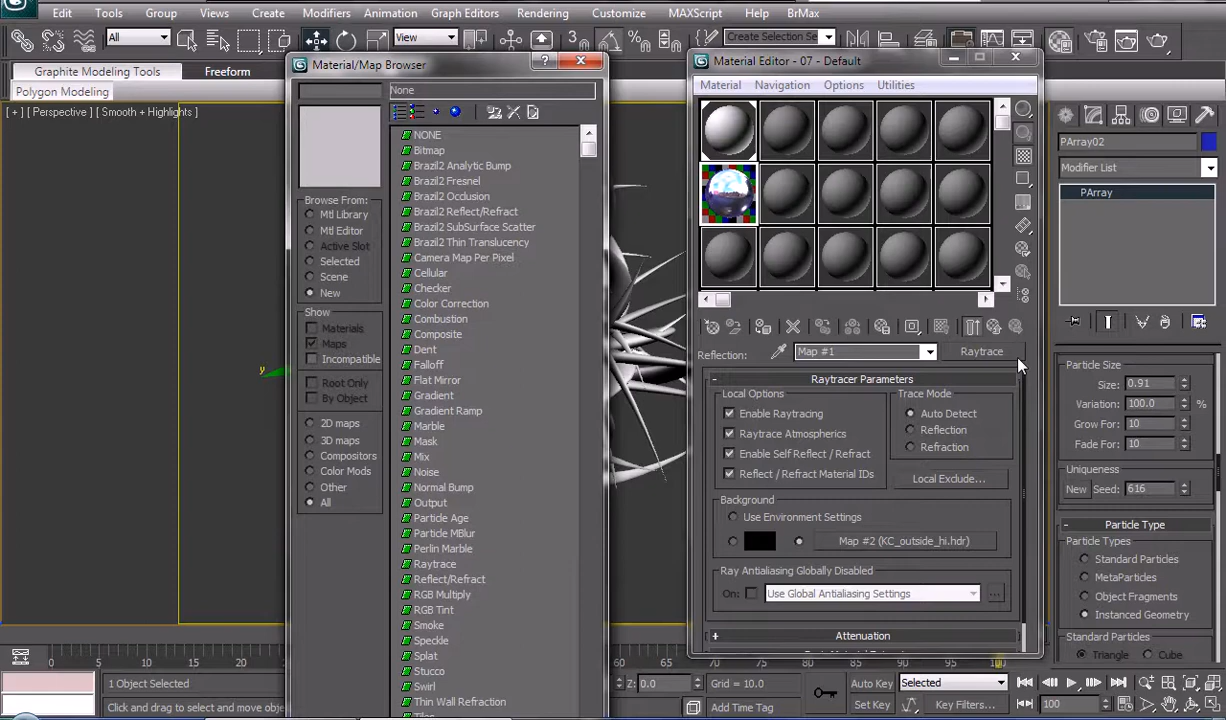 Edit Tools Group Views Create Modifiers Animation Graph Editors Rendering Customize MAXScript Help BrMax
All View 3 % Create Selection Se
Graphite Modeling Tools Freeform
Polygon Modeling
[ + ] [ Perspective ] [ Smooth + Highlights ]
y
Material/Map Browser
?
None
Browse From:
Mtl Library
Mtl Editor
Active Slot
Selected
Scene
New
Show
Materials
Maps
Incompatible
Root Only
By Object
2D maps
3D maps
Compositors
Color Mods
Other
All
NONE
Bitmap
Brazil2 Analytic Bump
Brazil2 Fresnel
Brazil2 Occlusion
Brazil2 Reflect/Refract
Brazil2 SubSurface Scatter
Brazil2 Thin Translucency
Camera Map Per Pixel
Cellular
Checker
Color Correction
Combustion
Composite
Dent
Falloff
Flat Mirror
Gradient
Gradient Ramp
Marble
Mask
Mix
Noise
Normal Bump
Output
Particle Age
Particle MBlur
Perlin Marble
Raytrace
Reflect/Refract
RGB Multiply
RGB Tint
Smoke
Speckle
Splat
Stucco
Swirl
Thin Wall Refraction
Material Editor - 07 - Default
Material Navigation Options Utilities
Reflection: Map #1 Raytrace
- Raytracer Parameters
Local Options
Enable Raytracing
Raytrace Atmospherics
Enable Self Reflect / Refract
Reflect / Refract Material IDs
Trace Mode
Auto Detect
Reflection
Refraction
Local Exclude...
Background
Use Environment Settings
Map #2 (KC_outside_hi.hdr)
Ray Antialiasing Globally Disabled
On: Use Global Antialiasing Settings ...
+ Attenuation
PArray02
Modifier List
PArray
Particle Size
Size: 0.91
Variation: 100.0 %
Grow For: 10
Fade For: 10
Uniqueness
New Seed: 616
- Particle Type
Particle Types
Standard Particles
MetaParticles
Object Fragments
Instanced Geometry
Standard Particles
Triangle Cube
0 5 10 15 20 25 60 65 70 75 80 85 90 95 100
1 Object Selected
Click and drag to select and move obje
Z: 0.0 Grid = 10.0
Add Time Tag
Auto Key Selected
Set Key Key Filters...
100